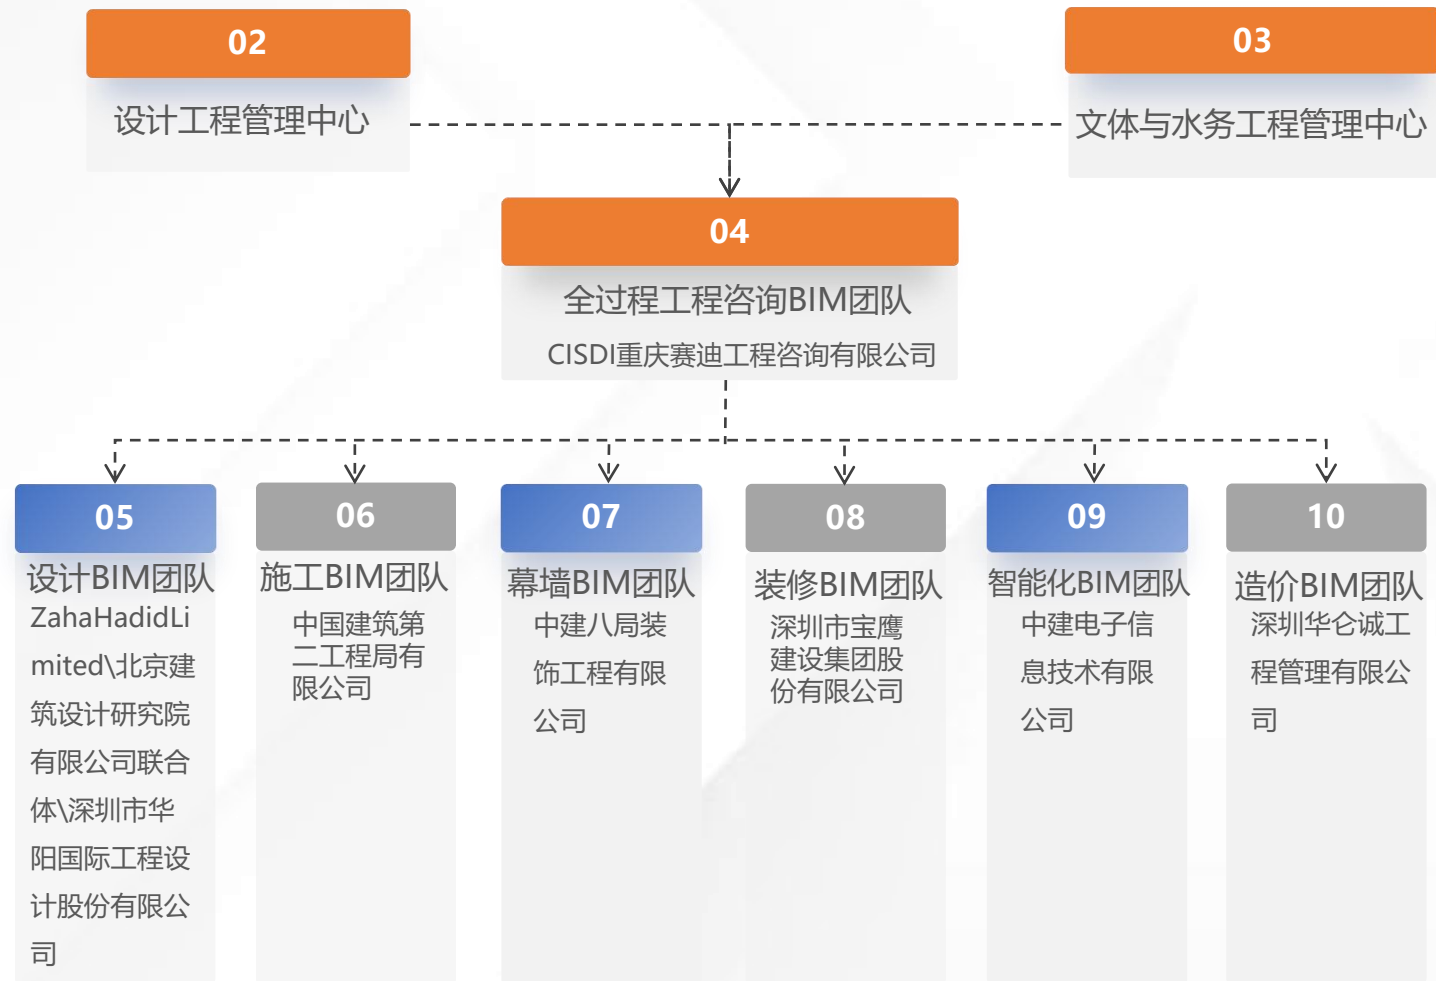 02
设计工程管理中心
03
文体与水务工程管理中心
04
全过程工程咨询BIM团队
CISDI重庆赛迪工程咨询有限公司
05
设计BIM团队
ZahaHadidLi
mited\北京建
筑设计研究院
有限公司联合
体\深圳市华
阳国际工程设
计股份有限公
司
06
施工BIM团队
中国建筑第
二工程局有
限公司
07
幕墙BIM团队
中建八局装
饰工程有限
公司
08
装修BIM团队
深圳市宝鹰
建设集团股
份有限公司
09
智能化BIM团队
中建电子信
息技术有限
公司
10
造价BIM团队
深圳华仑诚工
程管理有限公
司